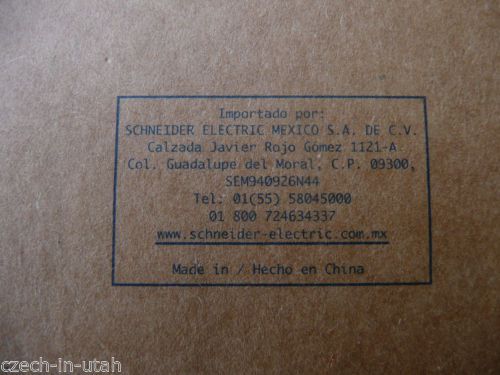 Importado por:
SCHNEIDER ELECTRIC MEXICO S.A. DE C.V.
Calzada Javier Rojo Gómez 1121-A
Col. Guadalupe del Moral, C.P. 09300,
SEM940926N44
Tel: 01(55) 58045000
01 800 724634337
www.schneider-electric.com.mx
Made in / Hecho en China
czech-in-utah